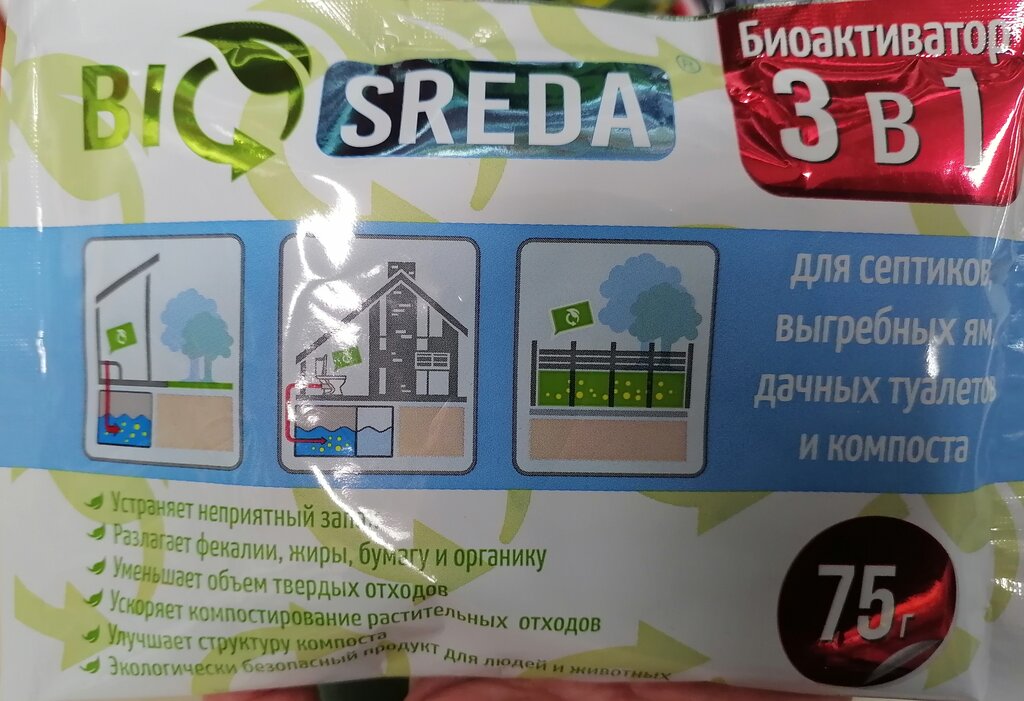 BIO SREDA ®
Биоактиватор
3 в 1
для септиков,
выгребных ям,
дачных туалетов
и компоста
Устраняет неприятный запах
Разлагает фекалии, жиры, бумагу и органику
Уменьшает объем твердых отходов
Ускоряет компостирование растительных отходов
Улучшает структуру компоста
Экологически безопасный продукт для людей и животных
75 г